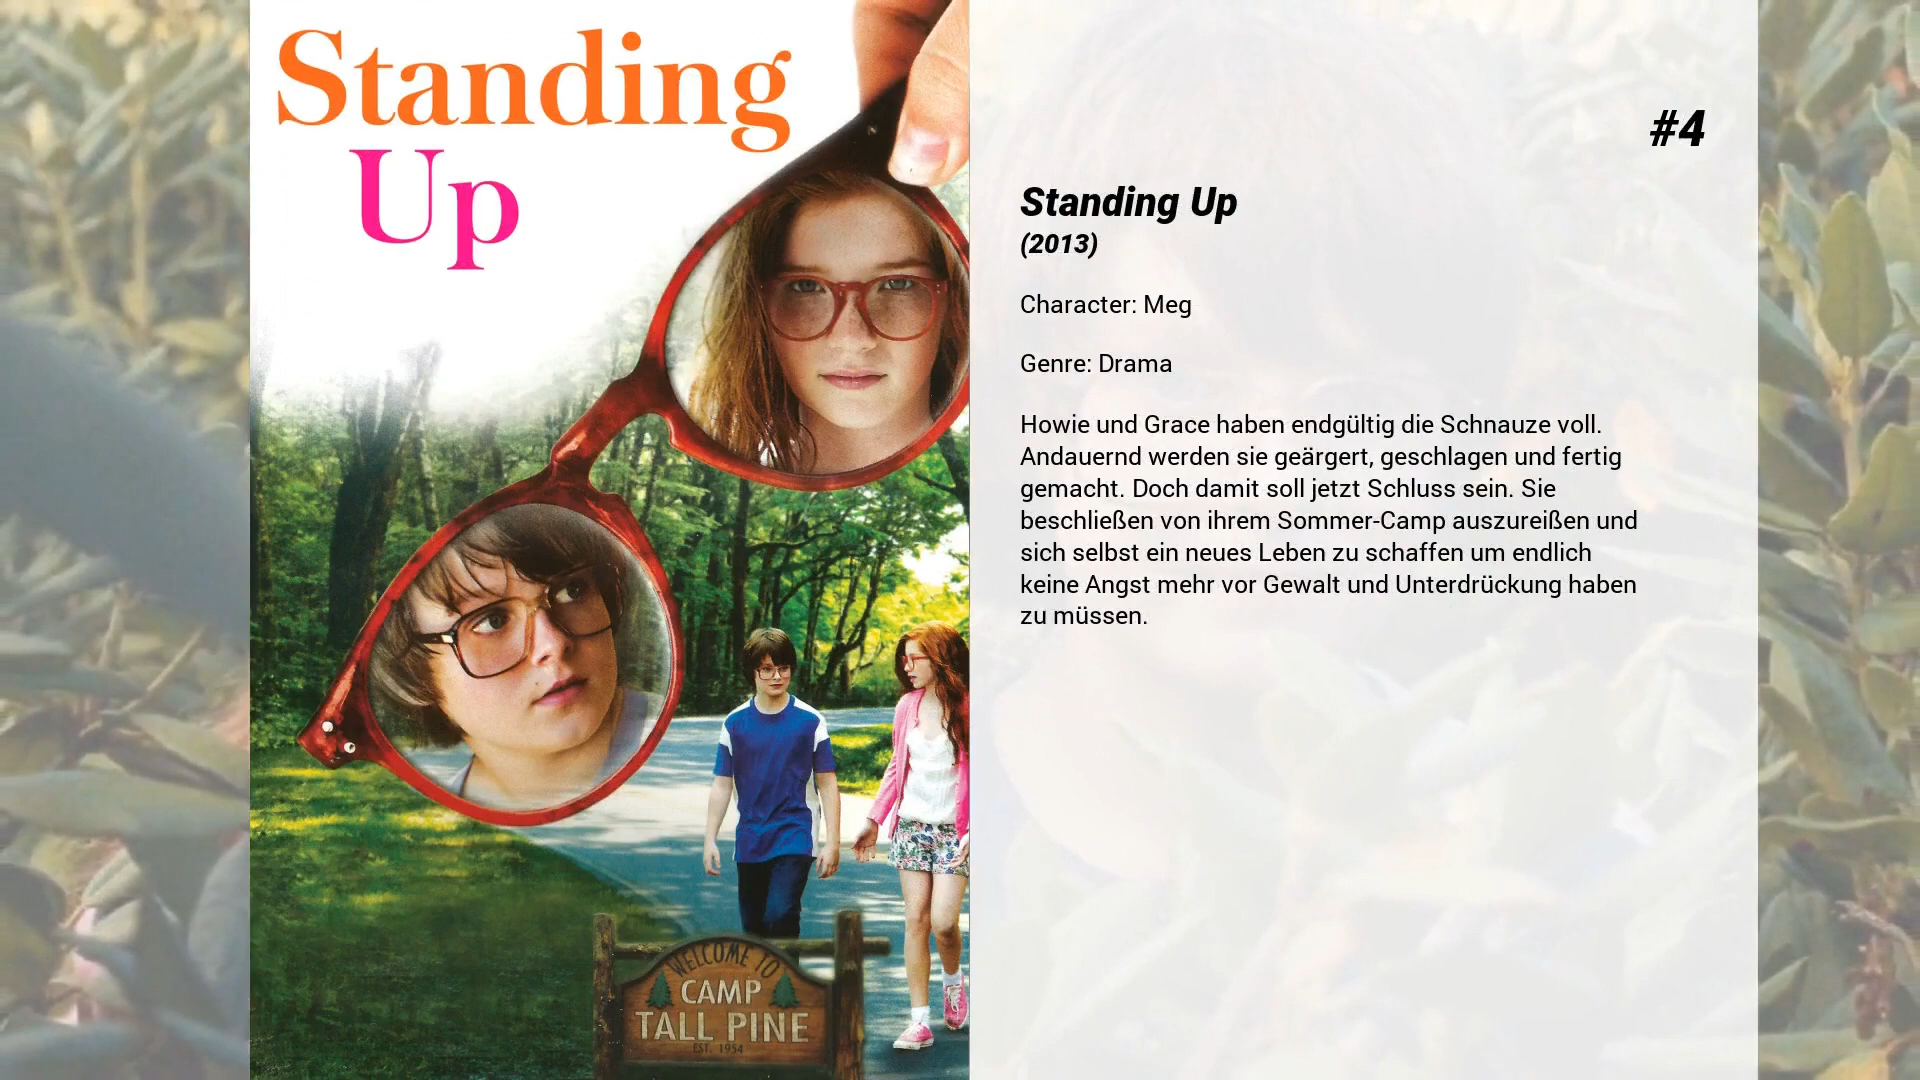 Standing
Up
WELCOME TO
CAMP
TALL PINE
EST. 1954
#4
Standing Up
(2013)
Character: Meg
Genre: Drama
Howie und Grace haben endgültig die Schnauze voll.
Andauernd werden sie geärgert, geschlagen und fertig
gemacht. Doch damit soll jetzt Schluss sein. Sie
beschließen von ihrem Sommer-Camp auszureißen und
sich selbst ein neues Leben zu schaffen um endlich
keine Angst mehr vor Gewalt und Unterdrückung haben
zu müssen.